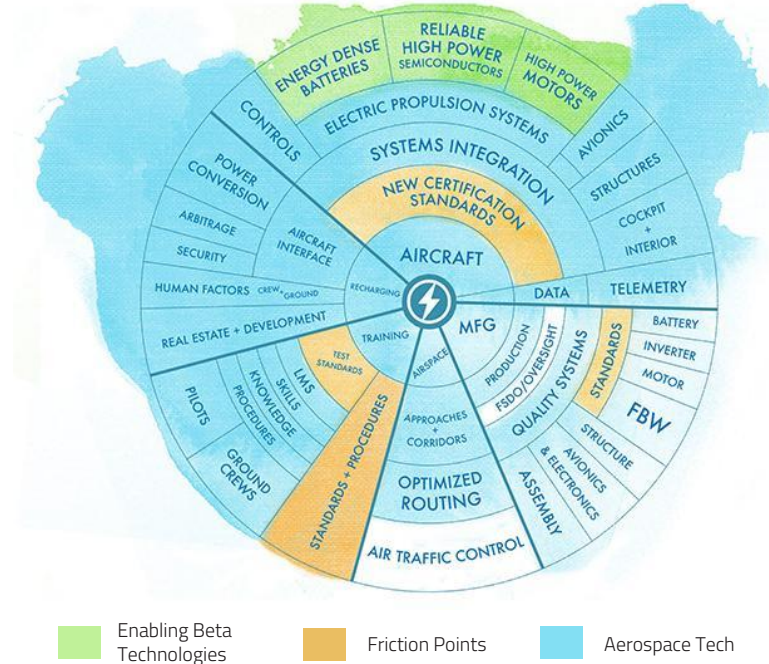 ENERGY DENSE
BATTERIES
RELIABLE
HIGH POWER
SEMICONDUCTORS
HIGH POWER
MOTORS
CONTROLS
ELECTRIC PROPULSION SYSTEMS
AVIONICS
SYSTEMS INTEGRATION
STRUCTURES
NEW CERTIFICATION
STANDARDS
COCKPIT
+
INTERIOR
AIRCRAFT
POWER
CONVERSION
ARBITRAGE
SECURITY
AIRCRAFT
INTERFACE
HUMAN FACTORS CREW + GROUND
RECHARGING
DATA
TELEMETRY
REAL ESTATE + DEVELOPMENT
TRAINING
TEST
STANDARDS
LMS
SKILLS
KNOWLEDGE
PROCEDURES
PILOTS
GROUND
CREWS
STANDARDS + PROCEDURES
AIRSPACE
APPROACHES
+
CORRIDORS
OPTIMIZED
ROUTING
AIR TRAFFIC CONTROL
MFG
PRODUCTION
FSDO/OVERSIGHT
QUALITY SYSTEMS
STANDARDS
BATTERY
INVERTER
MOTOR
FBW
STRUCTURE
AVIONICS
& ELECTRONICS
ASSEMBLY
Enabling Beta
Technologies
Friction Points
Aerospace Tech